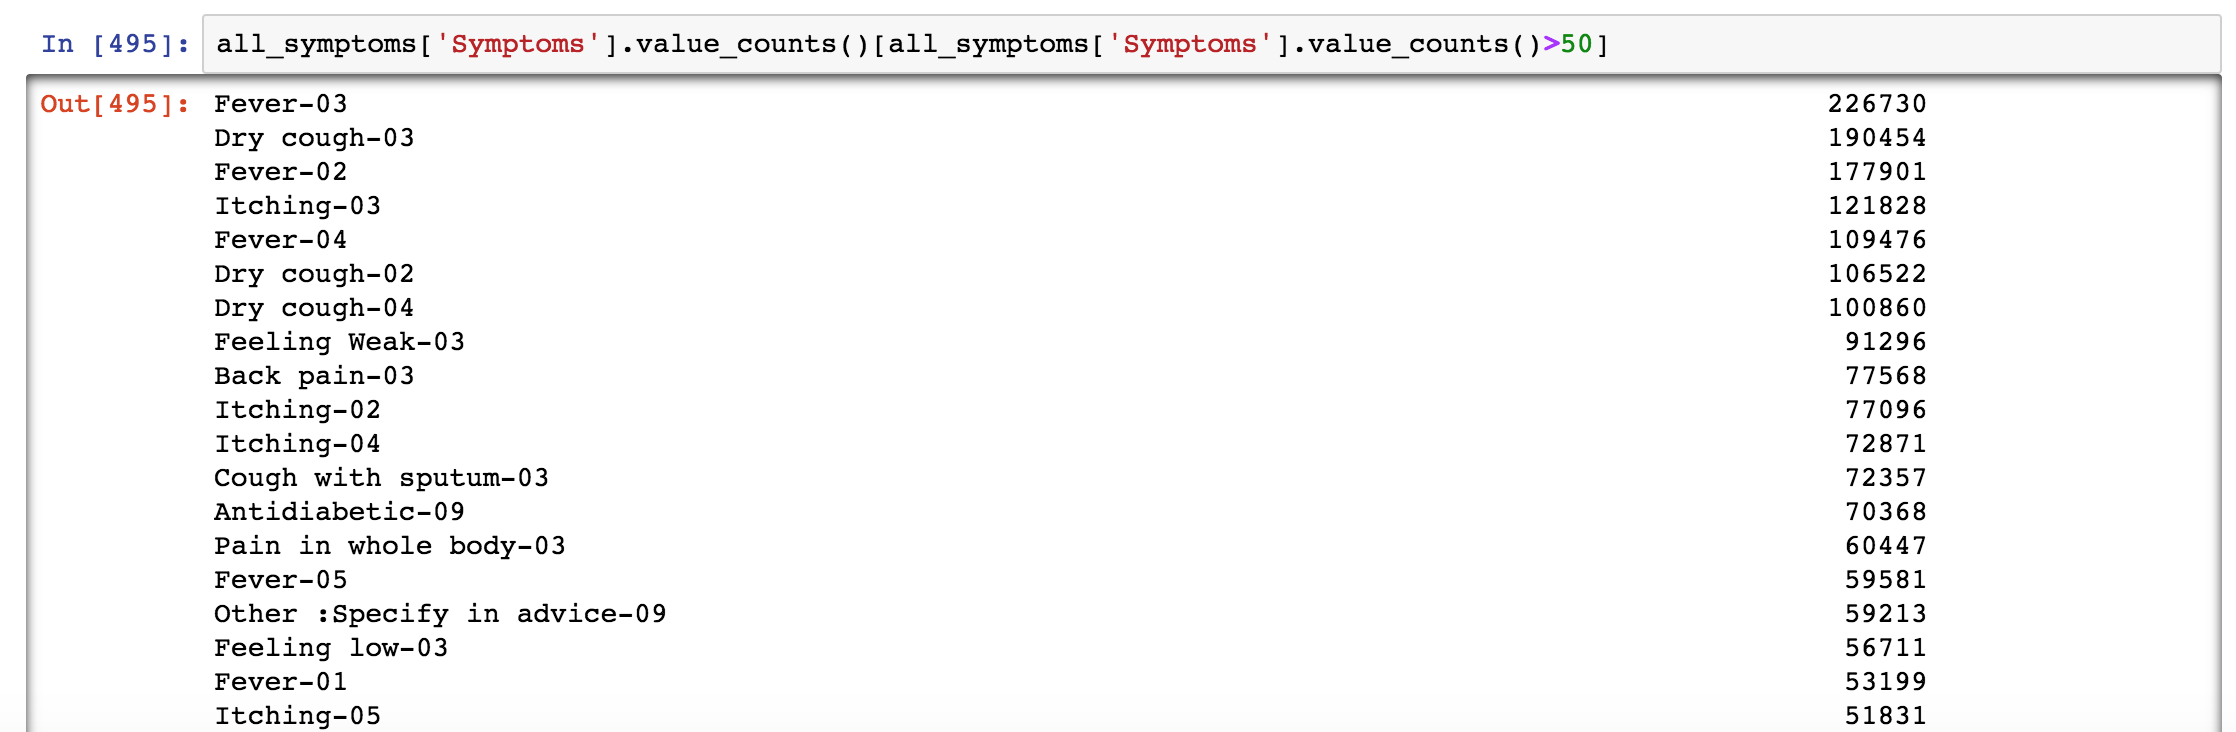 In [495]: all_symptoms['Symptoms'].value_counts()[all_symptoms['Symptoms'].value_counts()>50]
Out[495]: Fever-03 226730
Dry cough-03 190454
Fever-02 177901
Itching-03 121828
Fever-04 109476
Dry cough-02 106522
Dry cough-04 100860
Feeling Weak-03 91296
Back pain-03 77568
Itching-02 77096
Itching-04 72871
Cough with sputum-03 72357
Antidiabetic-09 70368
Pain in whole body-03 60447
Fever-05 59581
Other :Specify in advice-09 59213
Feeling low-03 56711
Fever-01 53199
Itching-05 51831